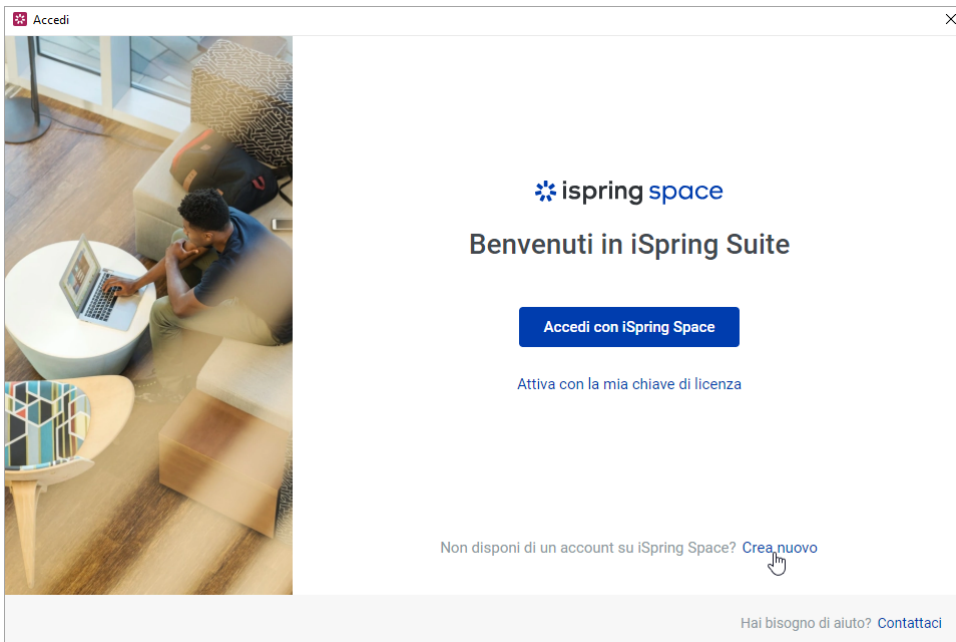 Accedi
ispring space
Benvenuti in iSpring Suite
Accedi con iSpring Space
Attiva con la mia chiave di licenza
Non disponi di un account su iSpring Space? Crea nuovo
Hai bisogno di aiuto? Contattaci